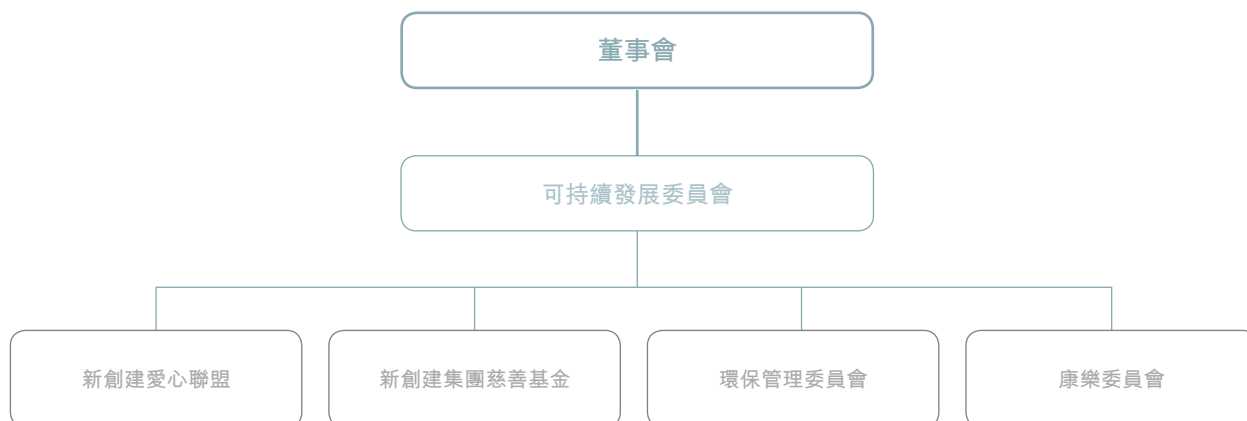 董事會
可持續發展委員會
新創建愛心聯盟
新創建集團慈善基金
環保管理委員會
康樂委員會